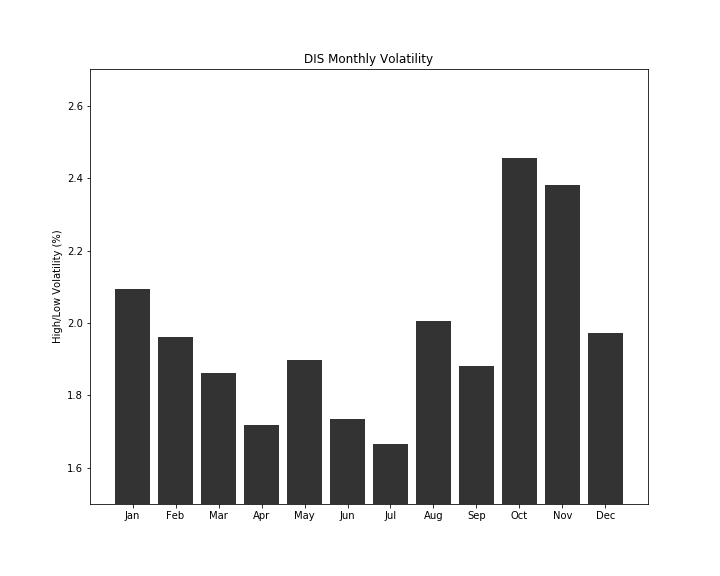 DIS Monthly Volatility
High/Low Volatility (%)
2.6
2.4
2.2
2.0
1.8
1.6
Jan Feb Mar Apr May Jun Jul Aug Sep Oct Nov Dec